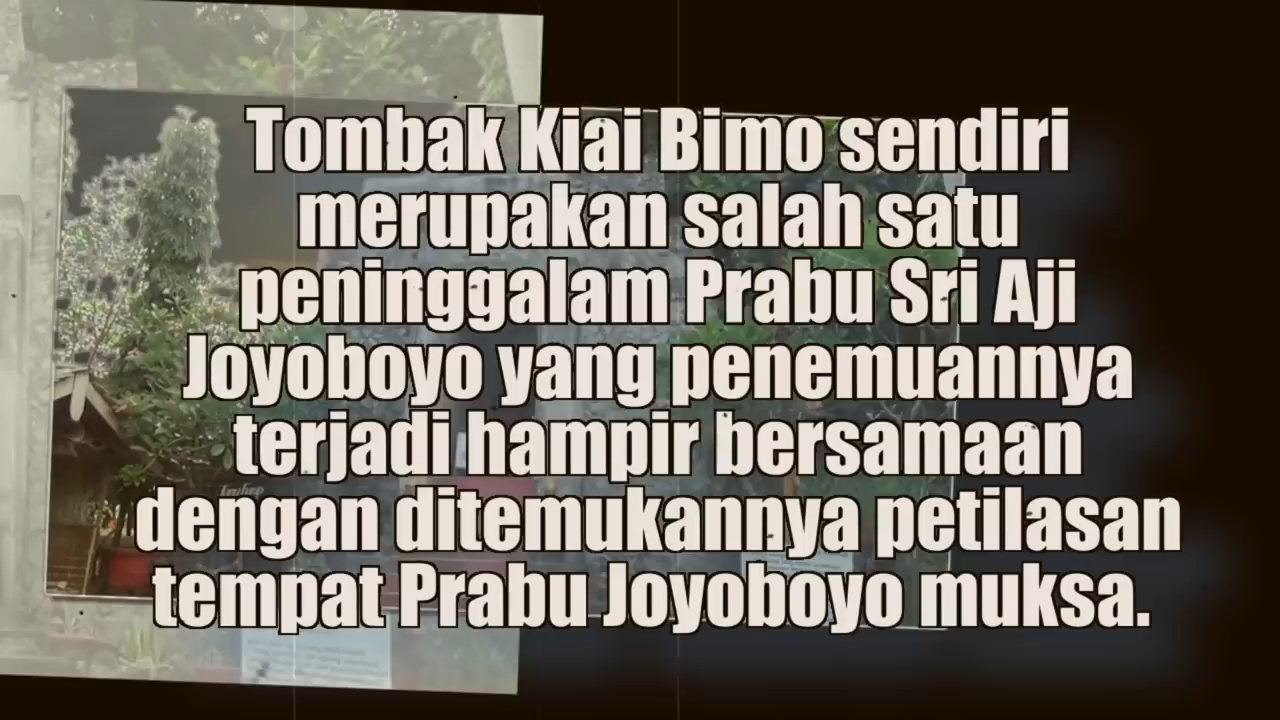 Tombak Kiai Bimo sendiri
merupakan salah satu
peninggalam Prabu Sri Aji
Joyoboyo yang penemuannya
terjadi hampir bersamaan
dengan ditemukannya petilasan
tempat Prabu Joyoboyo muksa.